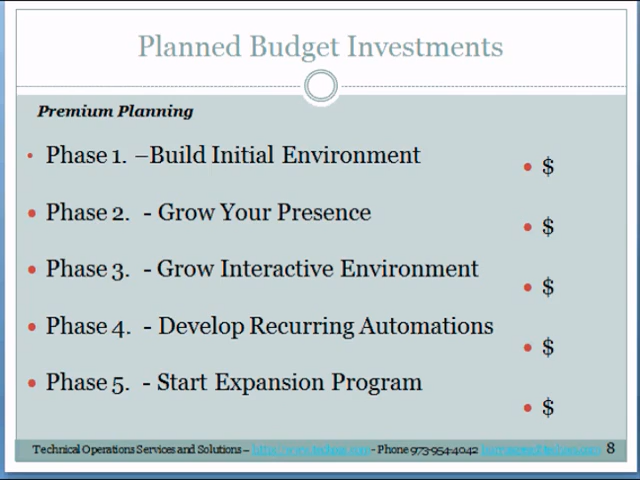 Planned Budget Investments
Premium Planning
• Phase 1. –Build Initial Environment
• $
• Phase 2. - Grow Your Presence
• $
• Phase 3. - Grow Interactive Environment
• $
• Phase 4. - Develop Recurring Automations
• $
• Phase 5. - Start Expansion Program
• $
Technical Operations Services and Solutions – - Phone 973-954-4042 8